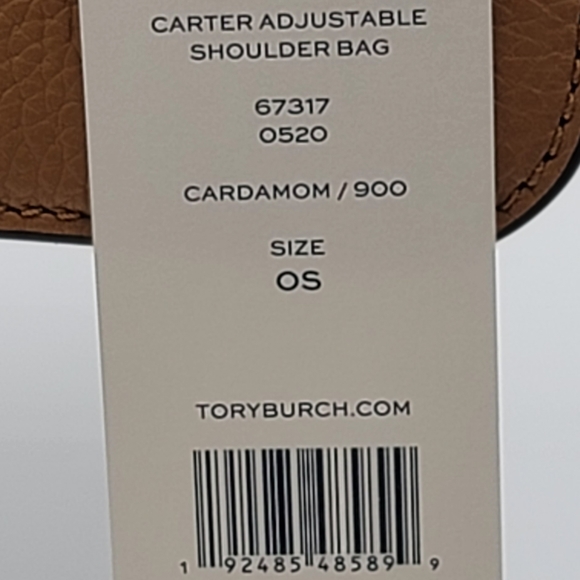 CARTER ADJUSTABLE
SHOULDER BAG
67317
0520
CARDAMOM / 900
SIZE
OS
TORYBURCH.COM
1 92485 48589 9